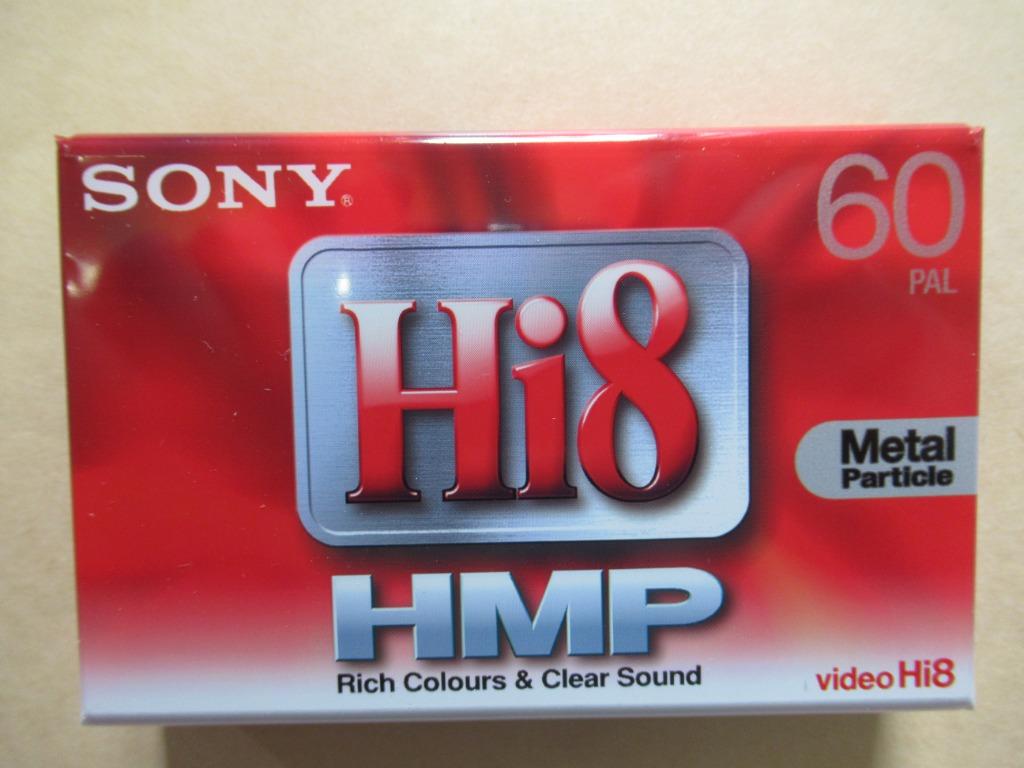 SONY®
60
PAL
Hi8
Metal
Particle
HMP
Rich Colours & Clear Sound
video Hi8